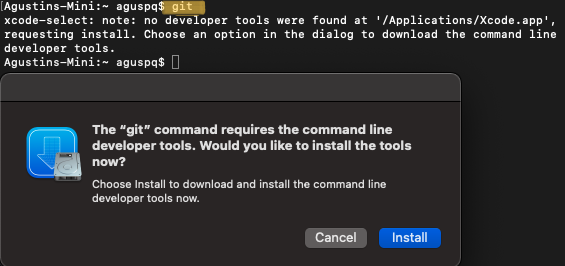 Agustins-Mini:~ aguspq$ git
xcode-select: note: no developer tools were found at '/Applications/Xcode.app',
requesting install. Choose an option in the dialog to download the command line
developer tools.
Agustins-Mini:~ aguspq$
The “git” command requires the command line
developer tools. Would you like to install the tools
now?
Choose Install to download and install the command line
developer tools now.
Cancel Install